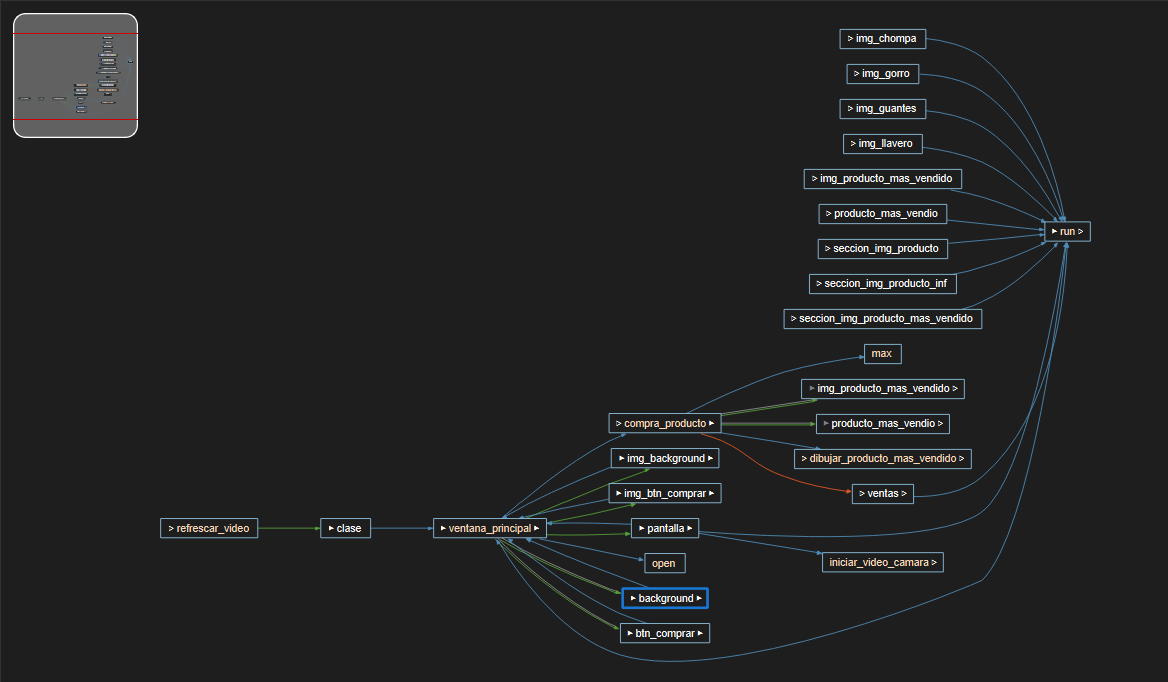 > img_chompa
> img_gorro
> img_guantes
> img_llavero
> img_producto_mas_vendido
> producto_mas_vendio
▸ run >
> seccion_img_producto
> seccion_img_producto_inf
> seccion_img_producto_mas_vendido
max
▹ img_producto_mas_vendido >
> compra_producto ▸
▹ producto_mas_vendio >
▸ img_background ▸
> dibujar_producto_mas_vendido >
▸ img_btn_comprar ▸
> ventas >
> refrescar_video
▸ clase
▸ ventana_principal ▸
▸ pantalla ▸
open
iniciar_video_camara >
▸ background ▸
▸ btn_comprar ▸